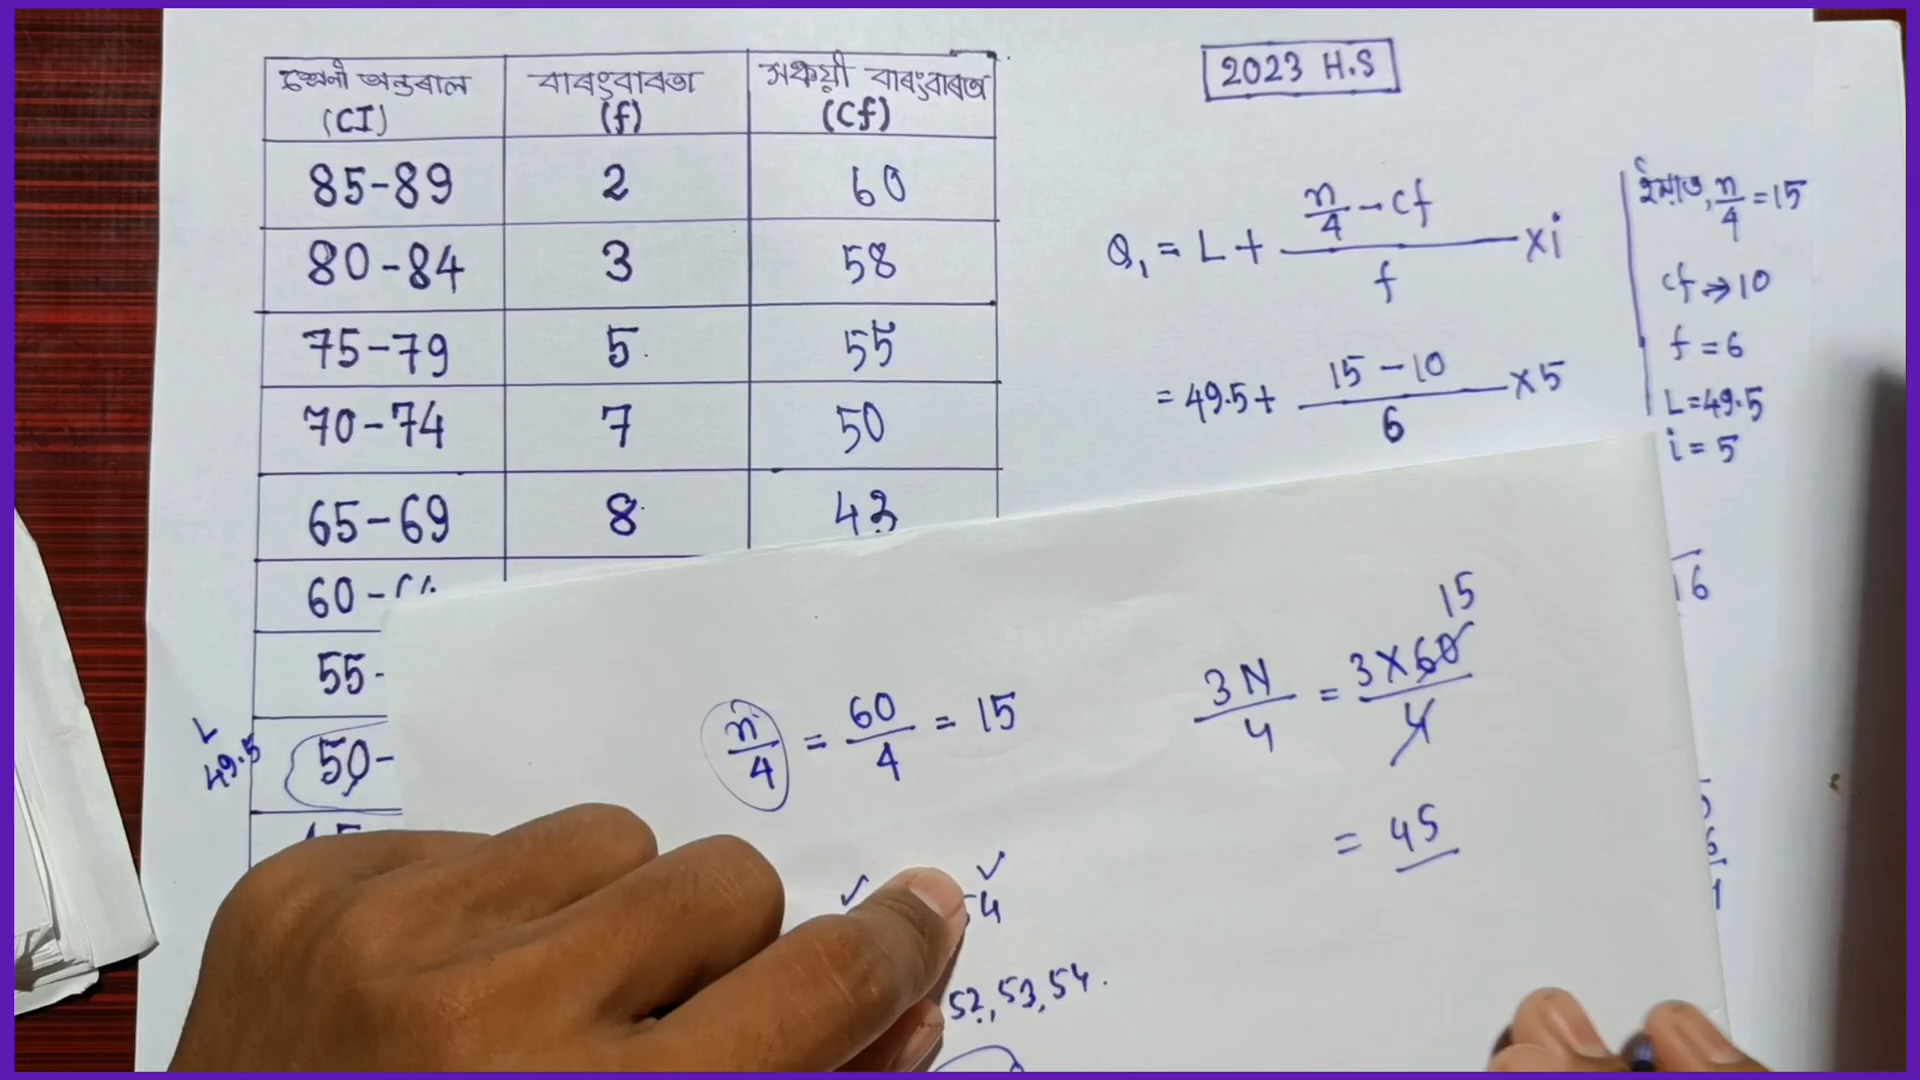 শ্রেণী অন্তৰাল (CI) বাৰংবাৰতা (f) সঞ্চয়ী বাৰংবাৰতা (Cf)
85-89 2 60
80-84 3 58
75-79 5 55
70-74 7 50
65-69 8 43
60-
55-
50-
L
49.5
2023 H.S
Q₁ = L + (n/4 - cf)/f × i
= 49.5 + (15 - 10)/6 × 5
ইয়াত, n/4 = 15
cf → 10
f = 6
L = 49.5
i = 5
16
n/4 = 60/4 = 15
15
3N/4 = 3×60/4
= 45
✓ ✓
54
52, 53, 54.